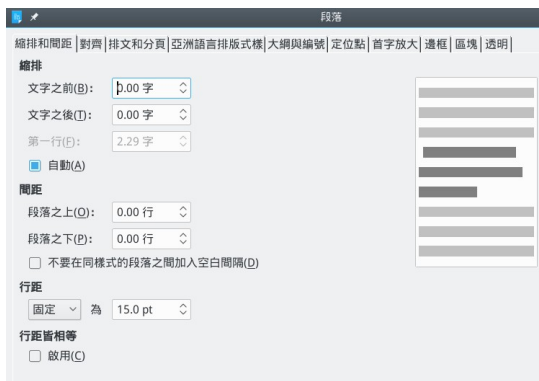 段落
縮排和間距 對齊 排文和分頁 亞洲語言排版式樣 大綱與編號 定位點 首字放大 邊框 區塊 透明
縮排
文字之前(B): 0.00 字
文字之後(T): 0.00 字
第一行(F): 2.29 字
自動(A)
間距
段落之上(O): 0.00 行
段落之下(P): 0.00 行
不要在同樣式的段落之間加入空白間隔(D)
行距
固定 為 15.0 pt
行距皆相等
啟用(C)